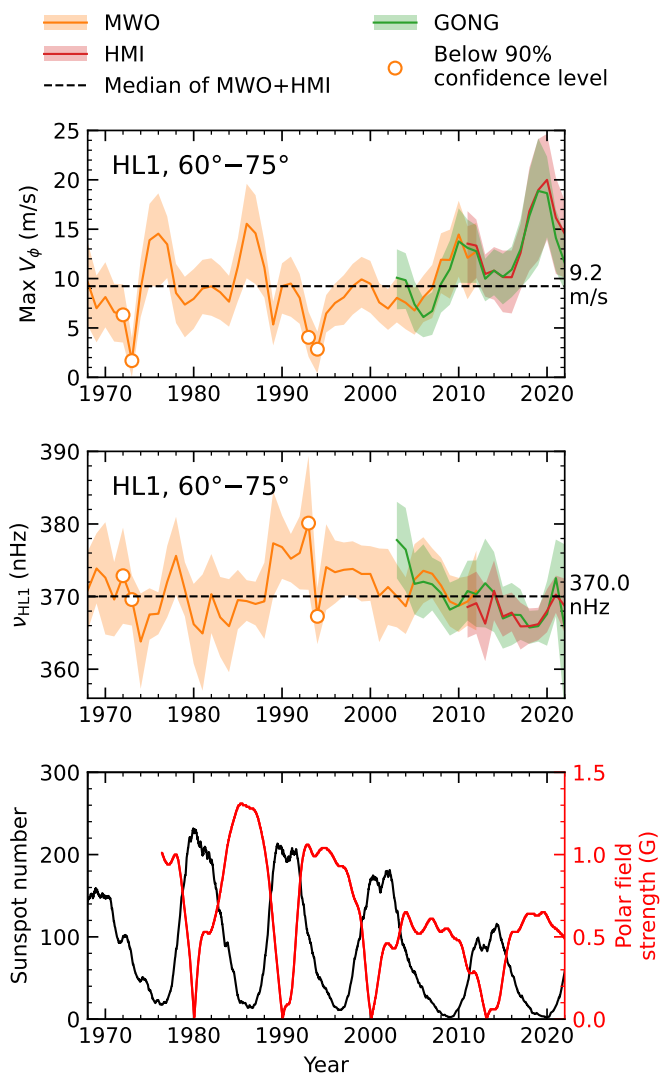 MWO
HMI
Median of MWO+HMI
GONG
Below 90%
confidence level
25
20
15
10
5
0
Max V𝜙 (m/s)
HL1, 60°−75°
9.2
m/s
1970
1980
1990
2000
2010
2020
390
380
370
360
νHL1 (nHz)
HL1, 60°−75°
370.0
nHz
1970
1980
1990
2000
2010
2020
300
200
100
0
Sunspot number
1.5
1.0
0.5
0.0
Polar field
strength (G)
1970
1980
1990
2000
2010
2020
Year